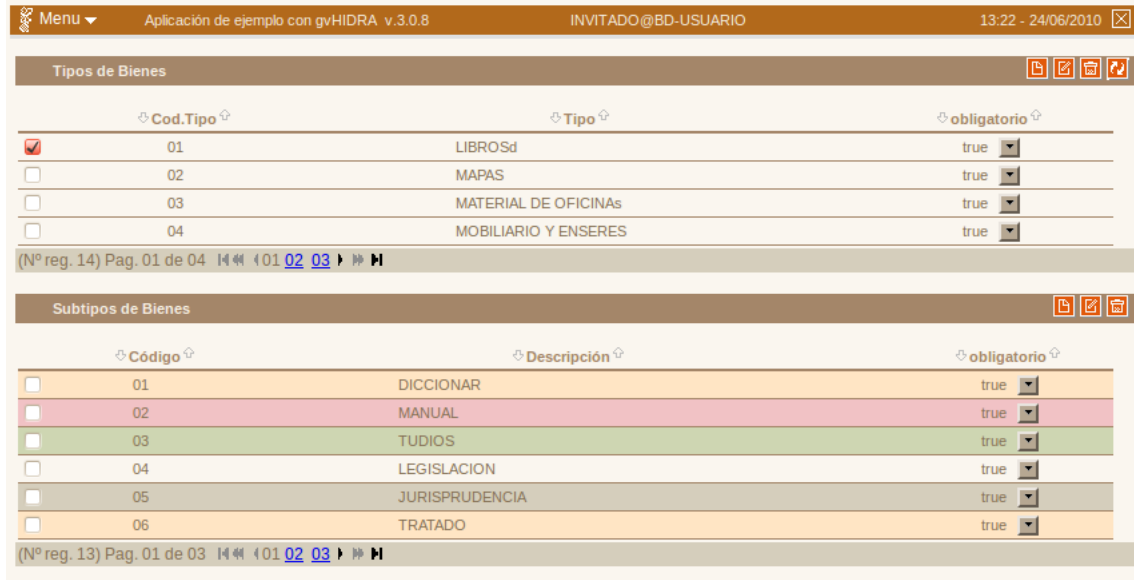 Menu Aplicación de ejemplo con gvHIDRA v.3.0.8 INVITADO@BD-USUARIO 13:22 - 24/06/2010
Tipos de Bienes
Cod.Tipo Tipo obligatorio
01 LIBROSd true
02 MAPAS true
03 MATERIAL DE OFICINAs true
04 MOBILIARIO Y ENSERES true
(Nº reg. 14) Pag. 01 de 04 01 02 03
Subtipos de Bienes
Código Descripción obligatorio
01 DICCIONAR true
02 MANUAL true
03 TUDIOS true
04 LEGISLACION true
05 JURISPRUDENCIA true
06 TRATADO true
(Nº reg. 13) Pag. 01 de 03 01 02 03